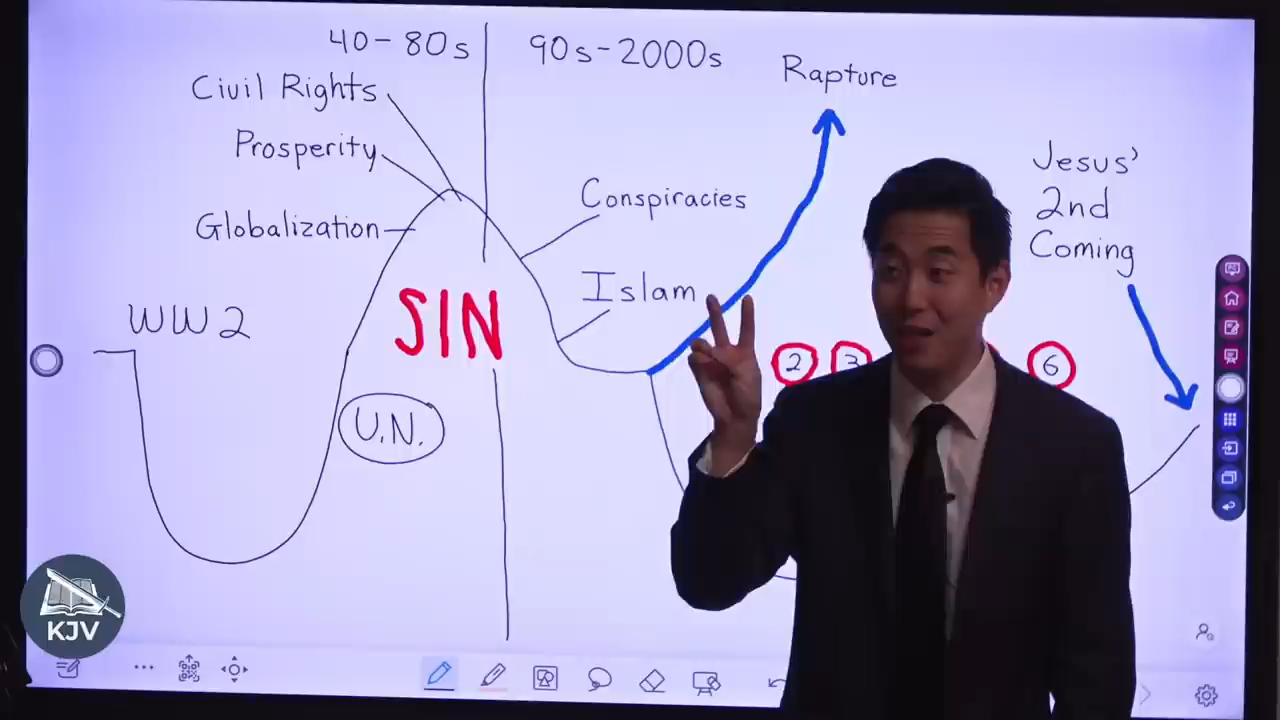 40-80s
90s-2000s
Rapture
Civil Rights
Prosperity
Globalization
Conspiracies
Jesus'
2nd
Coming
Islam
WW2
SIN
2
3
6
U.N.
KJV